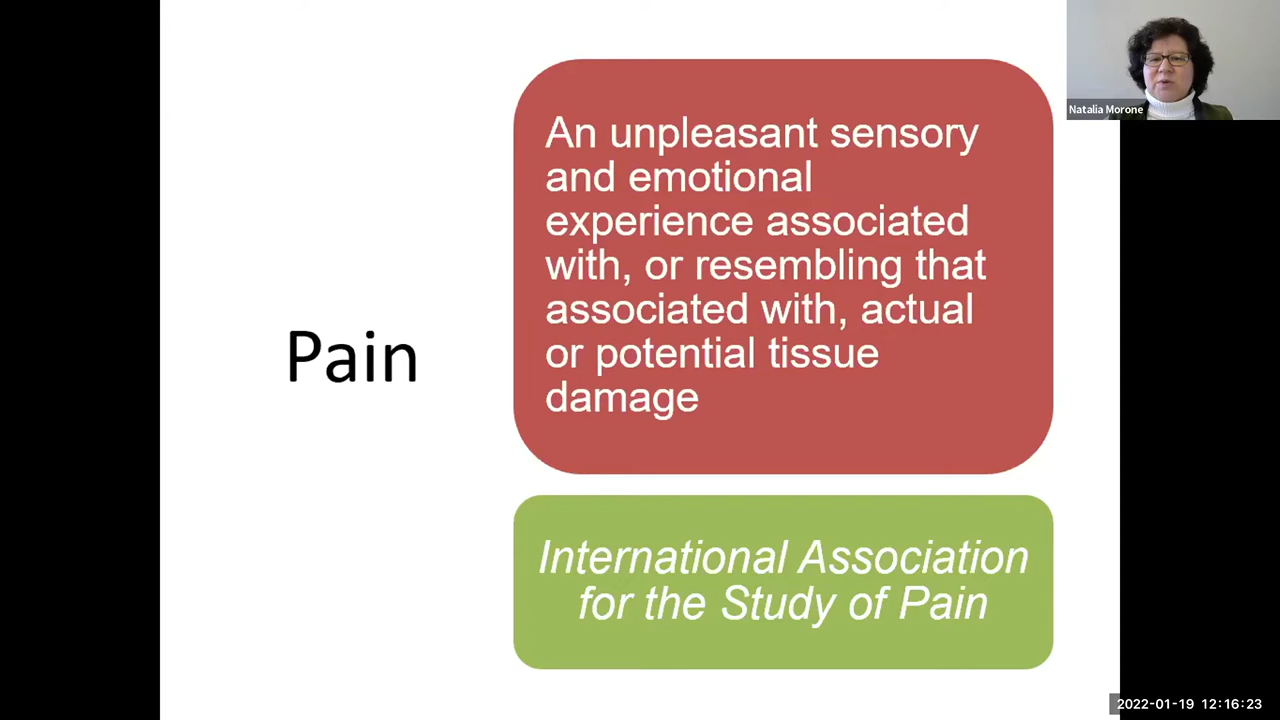 Natalia Morone
Pain
An unpleasant sensory
and emotional
experience associated
with, or resembling that
associated with, actual
or potential tissue
damage
International Association
for the Study of Pain
2022-01-19 12:16:23